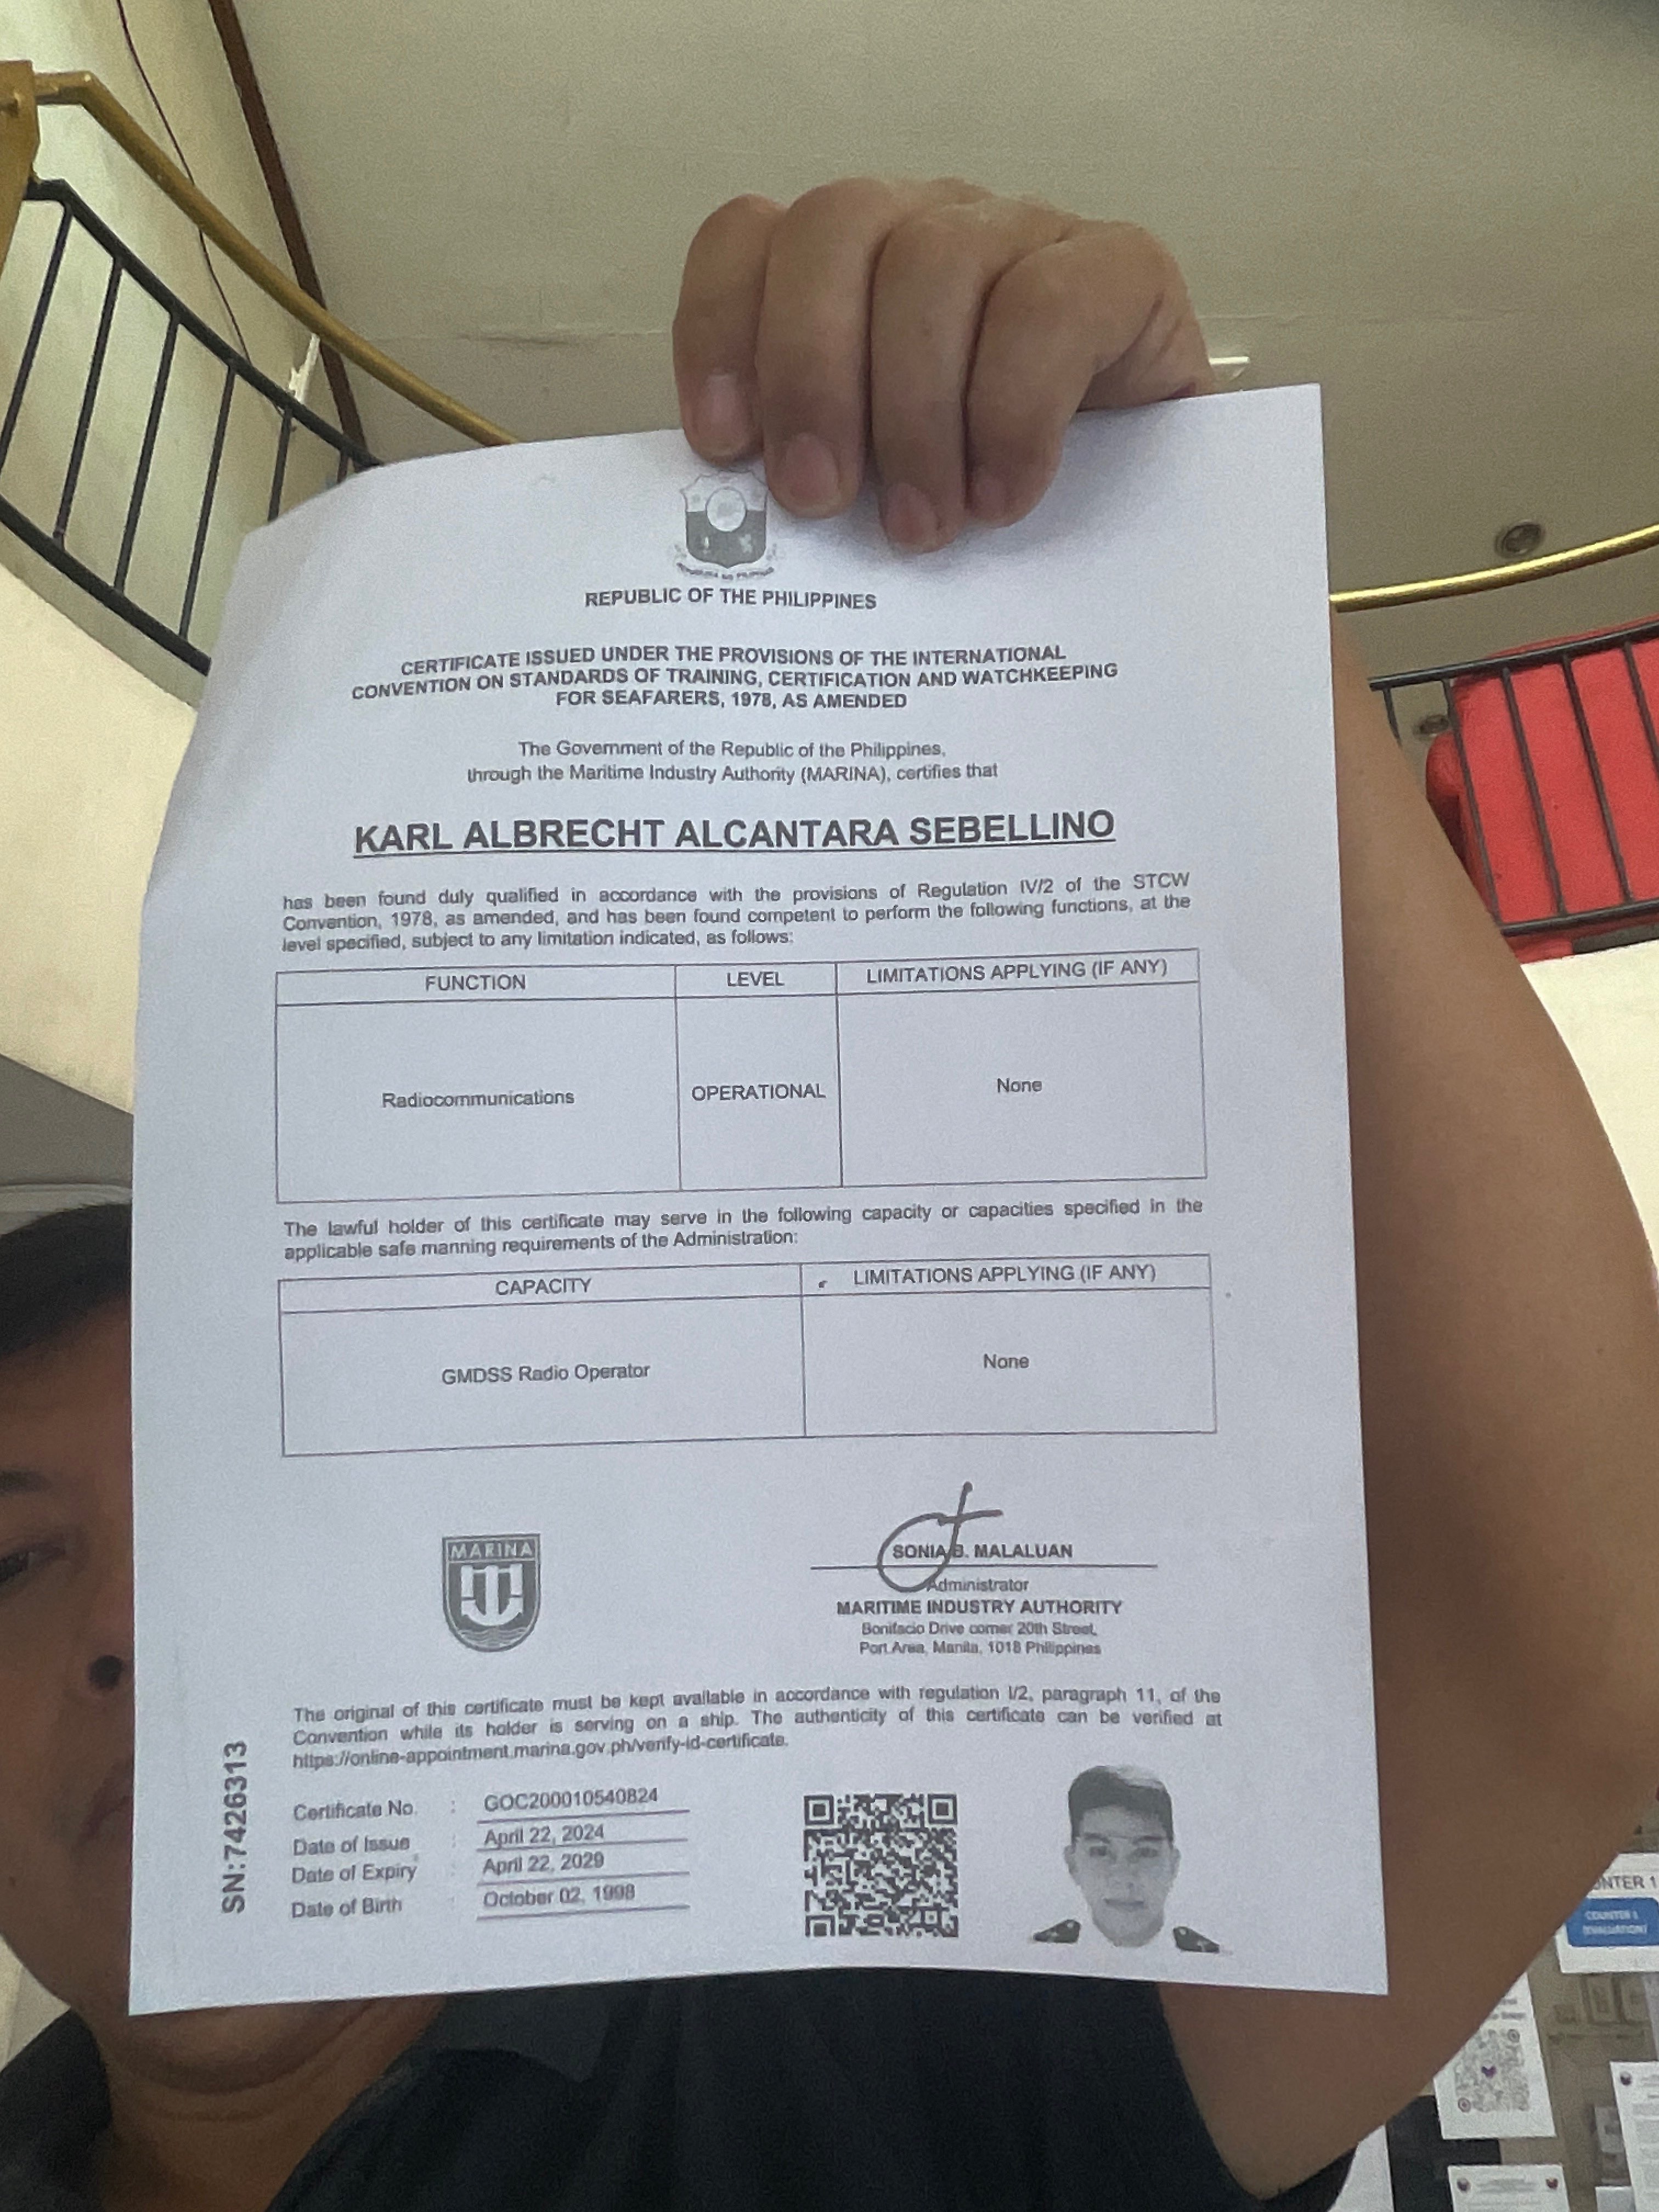 REPUBLIC OF THE PHILIPPINES
CERTIFICATE ISSUED UNDER THE PROVISIONS OF THE INTERNATIONAL
CONVENTION ON STANDARDS OF TRAINING, CERTIFICATION AND WATCHKEEPING
FOR SEAFARERS, 1978, AS AMENDED
The Government of the Republic of the Philippines,
through the Maritime Industry Authority (MARINA), certifies that
KARL ALBRECHT ALCANTARA SEBELLINO
has been found duly qualified in accordance with the provisions of Regulation IV/2 of the STCW
Convention, 1978, as amended, and has been found competent to perform the following functions, at the
level specified, subject to any limitation indicated, as follows:
FUNCTION LEVEL LIMITATIONS APPLYING (IF ANY)
Radiocommunications OPERATIONAL None
The lawful holder of this certificate may serve in the following capacity or capacities specified in the
applicable safe manning requirements of the Administration:
CAPACITY LIMITATIONS APPLYING (IF ANY)
GMDSS Radio Operator None
MARINA
SONIA B. MALALUAN
Administrator
MARITIME INDUSTRY AUTHORITY
Bonifacio Drive corner 20th Street,
Port Area, Manila, 1018 Philippines
The original of this certificate must be kept available in accordance with regulation I/2, paragraph 11, of the
Convention while its holder is serving on a ship. The authenticity of this certificate can be verified at
https://online-appointment.marina.gov.ph/verify-id-certificate.
SN:7426313
Certificate No. : GOC200010540824
Date of Issue : April 22, 2024
Date of Expiry : April 22, 2029
Date of Birth : October 02, 1998
COUNTER 1
(EVALUATION)